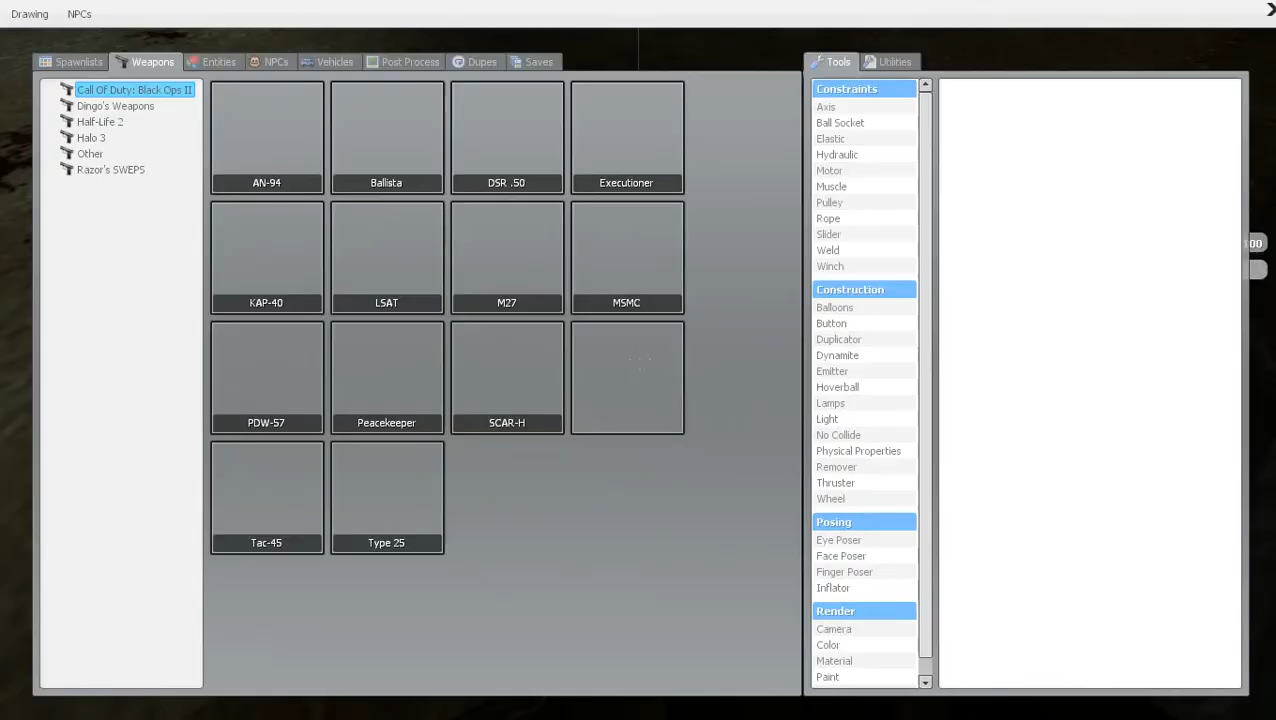 Drawing NPCs
Spawnlists Weapons Entities NPCs Vehicles Post Process Dupes Saves
Call Of Duty: Black Ops II
Dingo's Weapons
Half-Life 2
Halo 3
Other
Razor's SWEPS
AN-94 Ballista DSR .50 Executioner
KAP-40 LSAT M27 MSMC
PDW-57 Peacekeeper SCAR-H
Tac-45 Type 25
Tools Utilities
Constraints
Axis
Ball Socket
Elastic
Hydraulic
Motor
Muscle
Pulley
Rope
Slider
Weld
Winch
Construction
Balloons
Button
Duplicator
Dynamite
Emitter
Hoverball
Lamps
Light
No Collide
Physical Properties
Remover
Thruster
Wheel
Posing
Eye Poser
Face Poser
Finger Poser
Inflator
Render
Camera
Color
Material
Paint